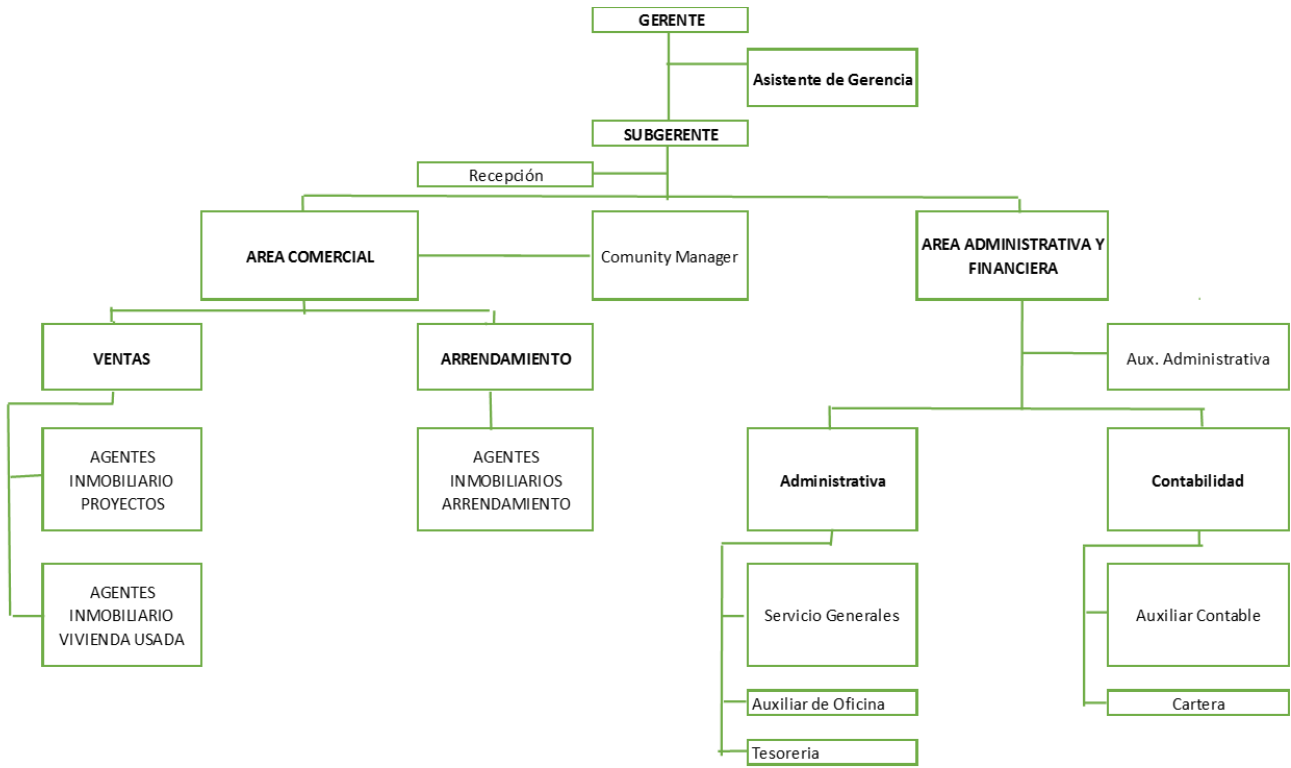 GERENTE
Asistente de Gerencia
SUBGERENTE
Recepción
AREA COMERCIAL
Comunity Manager
AREA ADMINISTRATIVA Y
FINANCIERA
VENTAS
ARRENDAMIENTO
Aux. Administrativa
AGENTES
INMOBILIARIO
PROYECTOS
AGENTES
INMOBILIARIOS
ARRENDAMIENTO
Administrativa
Contabilidad
AGENTES
INMOBILIARIO
VIVIENDA USADA
Servicio Generales
Auxiliar Contable
Auxiliar de Oficina
Cartera
Tesoreria